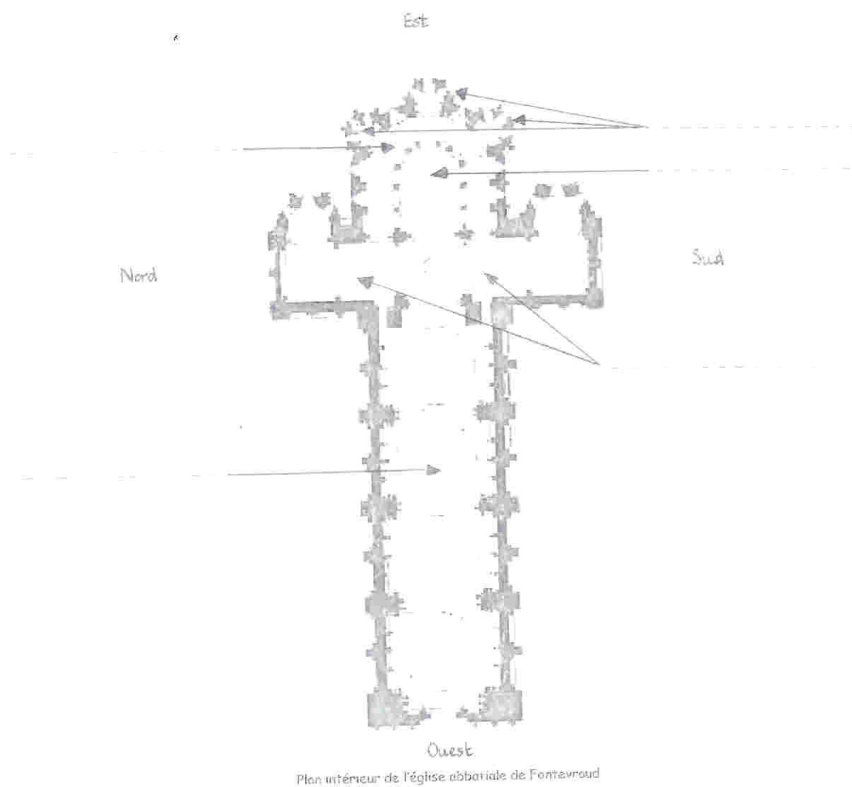 Est
Nord
Sud
Ouest
Plan intérieur de l'église abbatiale de Fontevraud